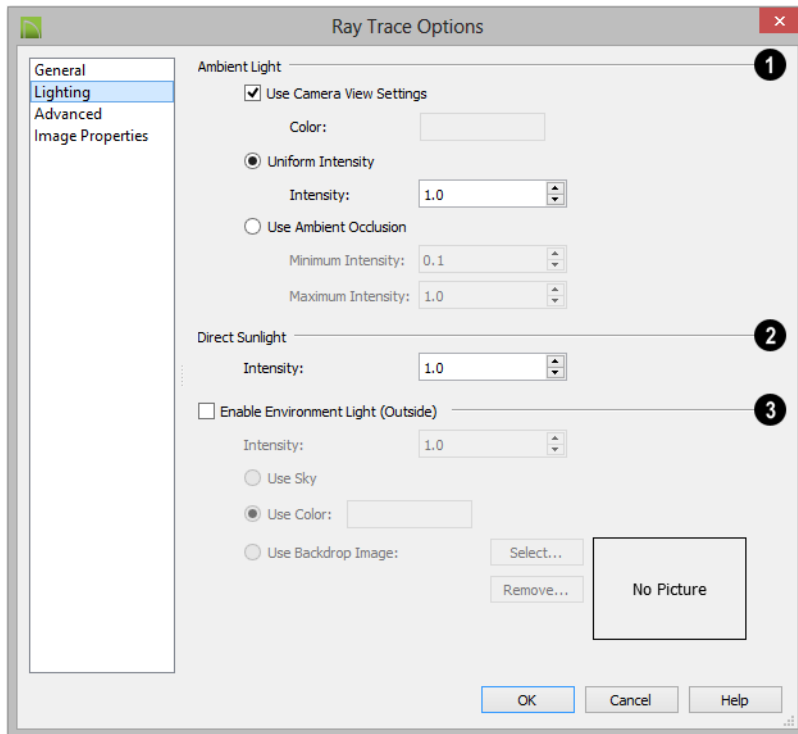 Ray Trace Options
General
Lighting
Advanced
Image Properties
Ambient Light
1
Use Camera View Settings
Color:
Uniform Intensity
Intensity: 1.0
Use Ambient Occlusion
Minimum Intensity: 0.1
Maximum Intensity: 1.0
Direct Sunlight
2
Intensity: 1.0
Enable Environment Light (Outside)
3
Intensity: 1.0
Use Sky
Use Color:
Use Backdrop Image: Select...
Remove...
No Picture
OK Cancel Help